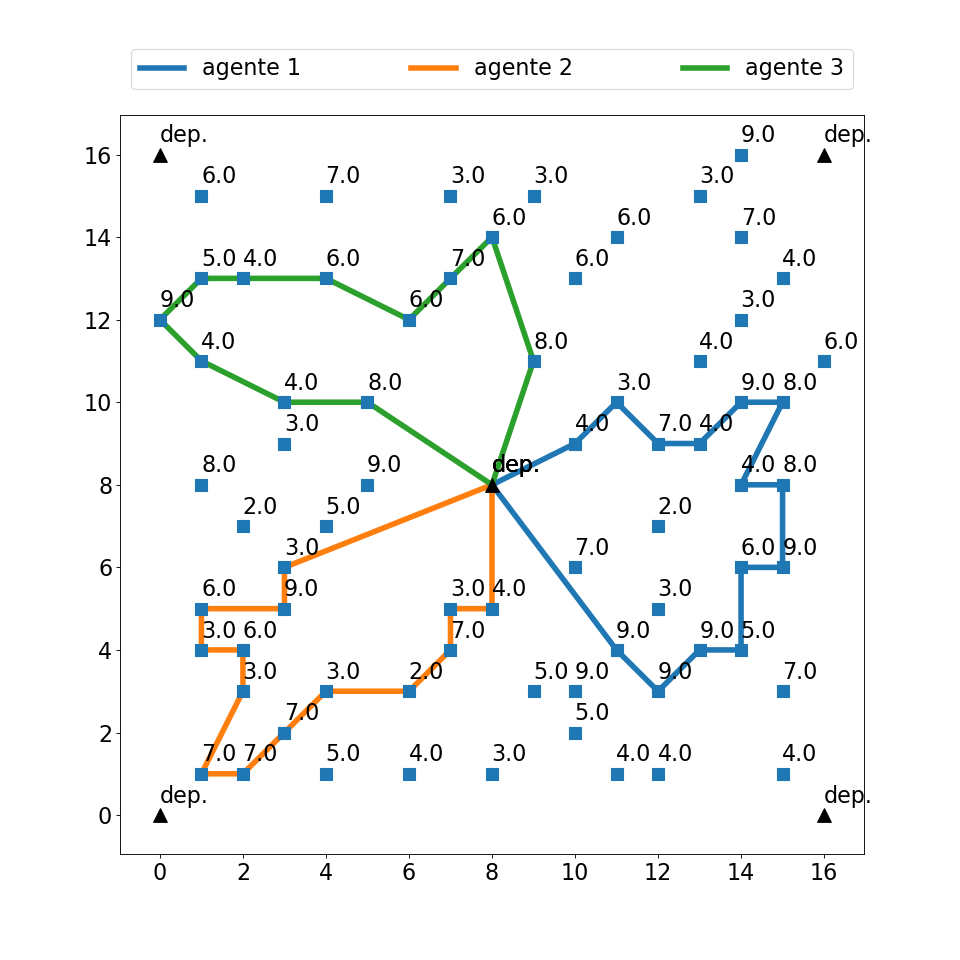 agente 1 agente 2 agente 3
9.0
dep. dep.
16
6.0 7.0 3.0 3.0 3.0
6.0 6.0 7.0
14
5.0 4.0 6.0 7.0 6.0 4.0
9.0 6.0 3.0
12
4.0 8.0 4.0 6.0
4.0 8.0 3.0 9.0 8.0
10
3.0 4.0 7.0 4.0
8.0 9.0 dep. 4.0 8.0
8
2.0 5.0 2.0
3.0 7.0 6.0 9.0
6
6.0 9.0 3.0 4.0 3.0
3.0 6.0 7.0 9.0 9.0 5.0
4
3.0 3.0 2.0 5.0 9.0 9.0 7.0
7.0 5.0
2
7.0 7.0 5.0 4.0 3.0 4.0 4.0 4.0
dep. dep.
0
0 2 4 6 8 10 12 14 16